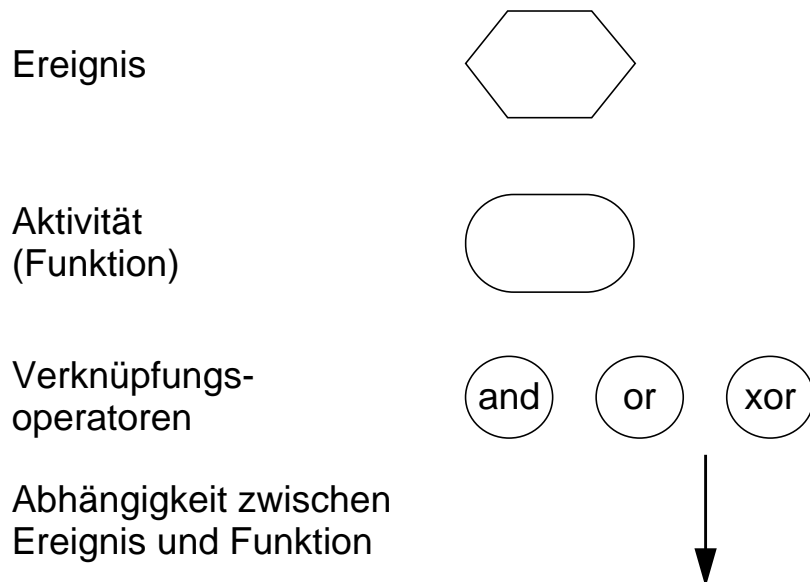 Ereignis
Aktivität
(Funktion)
Verknüpfungs-
operatoren
and or xor
Abhängigkeit zwischen
Ereignis und Funktion